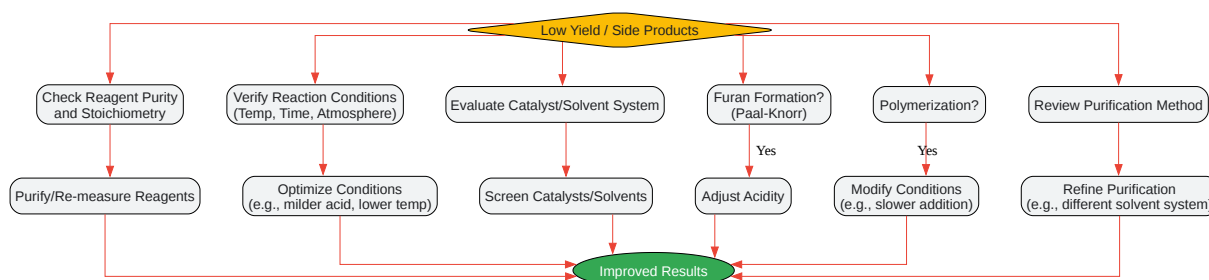 Low Yield / Side Products
Check Reagent Purity
and Stoichiometry
Verify Reaction Conditions
(Temp, Time, Atmosphere)
Evaluate Catalyst/Solvent System
Furan Formation?
(Paal-Knorr)
Polymerization?
Review Purification Method
Yes
Yes
Purify/Re-measure Reagents
Optimize Conditions
(e.g., milder acid, lower temp)
Screen Catalysts/Solvents
Adjust Acidity
Modify Conditions
(e.g., slower addition)
Refine Purification
(e.g., different solvent system)
Improved Results